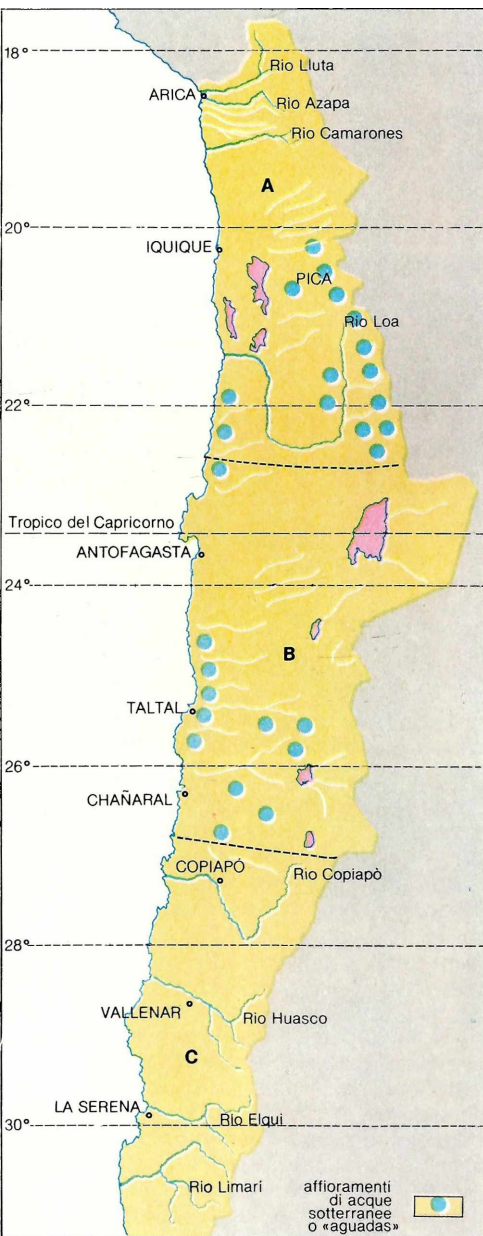 18°
Rio Lluta
ARICA
Rio Azapa
Rio Camarones
A
20°
IQUIQUE
PICA
Rio Loa
22°
Tropico del Capricorno
ANTOFAGASTA
24°
B
TALTAL
26°
CHAÑARAL
COPIAPÓ
Rio Copiapò
28°
VALLENAR
Rio Huasco
C
LA SERENA
Rio Elqui
30°
Rio Limarí
affioramenti
di acque
sotterranee
o «aguadas»